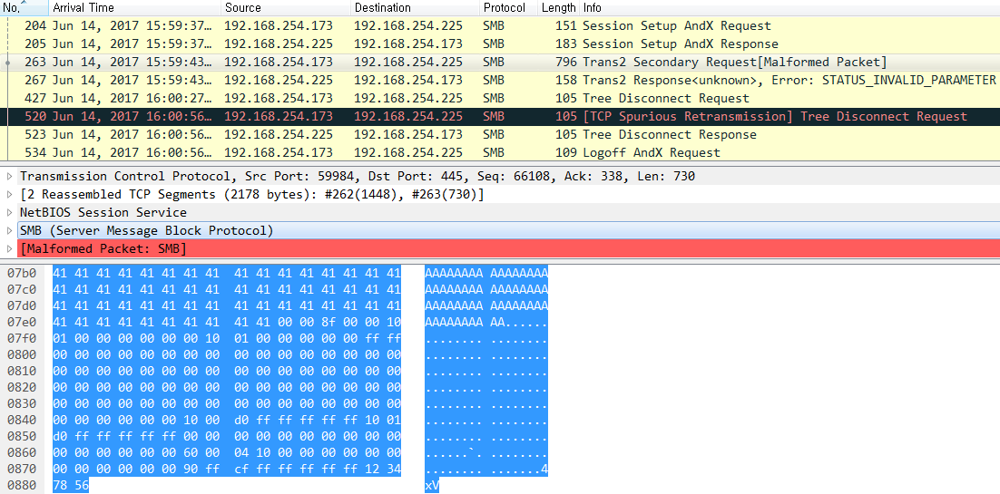 No. Arrival Time Source Destination Protocol Length Info
204 Jun 14, 2017 15:59:37… 192.168.254.173 192.168.254.225 SMB 151 Session Setup AndX Request
205 Jun 14, 2017 15:59:37… 192.168.254.225 192.168.254.173 SMB 183 Session Setup AndX Response
263 Jun 14, 2017 15:59:43… 192.168.254.173 192.168.254.225 SMB 796 Trans2 Secondary Request[Malformed Packet]
267 Jun 14, 2017 15:59:43… 192.168.254.225 192.168.254.173 SMB 158 Trans2 Response<unknown>, Error: STATUS_INVALID_PARAMETER
427 Jun 14, 2017 16:00:27… 192.168.254.173 192.168.254.225 SMB 105 Tree Disconnect Request
520 Jun 14, 2017 16:00:56… 192.168.254.173 192.168.254.225 SMB 105 [TCP Spurious Retransmission] Tree Disconnect Request
523 Jun 14, 2017 16:00:56… 192.168.254.225 192.168.254.173 SMB 105 Tree Disconnect Response
534 Jun 14, 2017 16:00:56… 192.168.254.173 192.168.254.225 SMB 109 Logoff AndX Request
Transmission Control Protocol, Src Port: 59984, Dst Port: 445, Seq: 66108, Ack: 338, Len: 730
[2 Reassembled TCP Segments (2178 bytes): #262(1448), #263(730)]
NetBIOS Session Service
SMB (Server Message Block Protocol)
[Malformed Packet: SMB]
07b0 41 41 41 41 41 41 41 41 41 41 41 41 41 41 41 41 AAAAAAAA AAAAAAAA
07c0 41 41 41 41 41 41 41 41 41 41 41 41 41 41 41 41 AAAAAAAA AAAAAAAA
07d0 41 41 41 41 41 41 41 41 41 41 41 41 41 41 41 41 AAAAAAAA AAAAAAAA
07e0 41 41 41 41 41 41 41 41 41 41 00 00 8f 00 00 10 AAAAAAAA AA......
07f0 01 00 00 00 00 00 00 10 01 00 00 00 00 00 ff ff ........ ........
0800 00 00 00 00 00 00 00 00 00 00 00 00 00 00 00 00 ........ ........
0810 00 00 00 00 00 00 00 00 00 00 00 00 00 00 00 00 ........ ........
0820 00 00 00 00 00 00 00 00 00 00 00 00 00 00 00 00 ........ ........
0830 00 00 00 00 00 00 00 00 00 00 00 00 00 00 00 00 ........ ........
0840 00 00 00 00 00 00 10 00 d0 ff ff ff ff ff 10 01 ........ ........
0850 d0 ff ff ff ff ff 00 00 00 00 00 00 00 00 00 00 ........ ........
0860 00 00 00 00 00 00 60 00 04 10 00 00 00 00 00 00 ......`. ........
0870 00 00 00 00 00 00 90 ff cf ff ff ff ff ff 12 34 ........ .......4
0880 78 56 xV